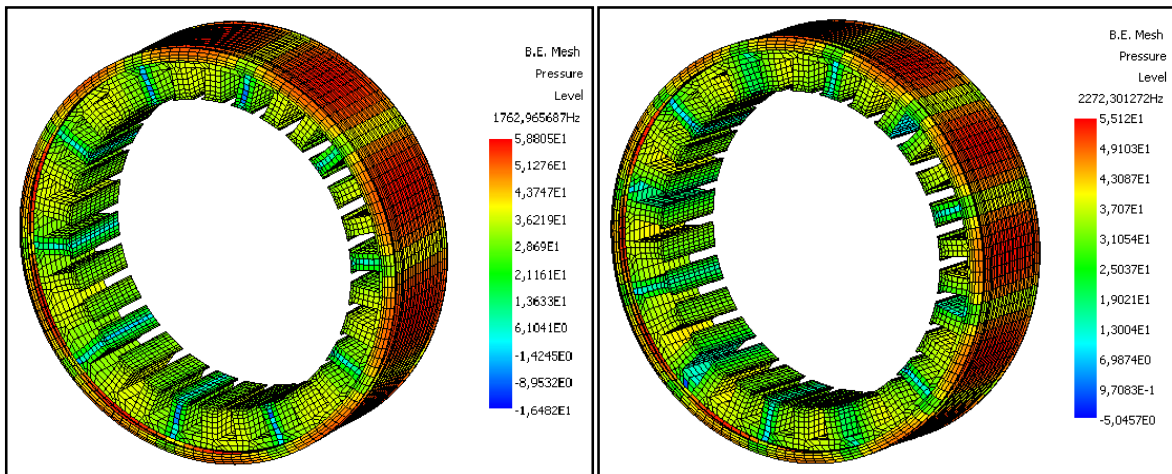 B.E. Mesh
Pressure
Level
1762,965687Hz
5,8805E1
5,1276E1
4,3747E1
3,6219E1
2,869E1
2,1161E1
1,3633E1
6,1041E0
-1,4245E0
-8,9532E0
-1,6482E1
B.E. Mesh
Pressure
Level
2272,301272Hz
5,512E1
4,9103E1
4,3087E1
3,707E1
3,1054E1
2,5037E1
1,9021E1
1,3004E1
6,9874E0
9,7083E-1
-5,0457E0